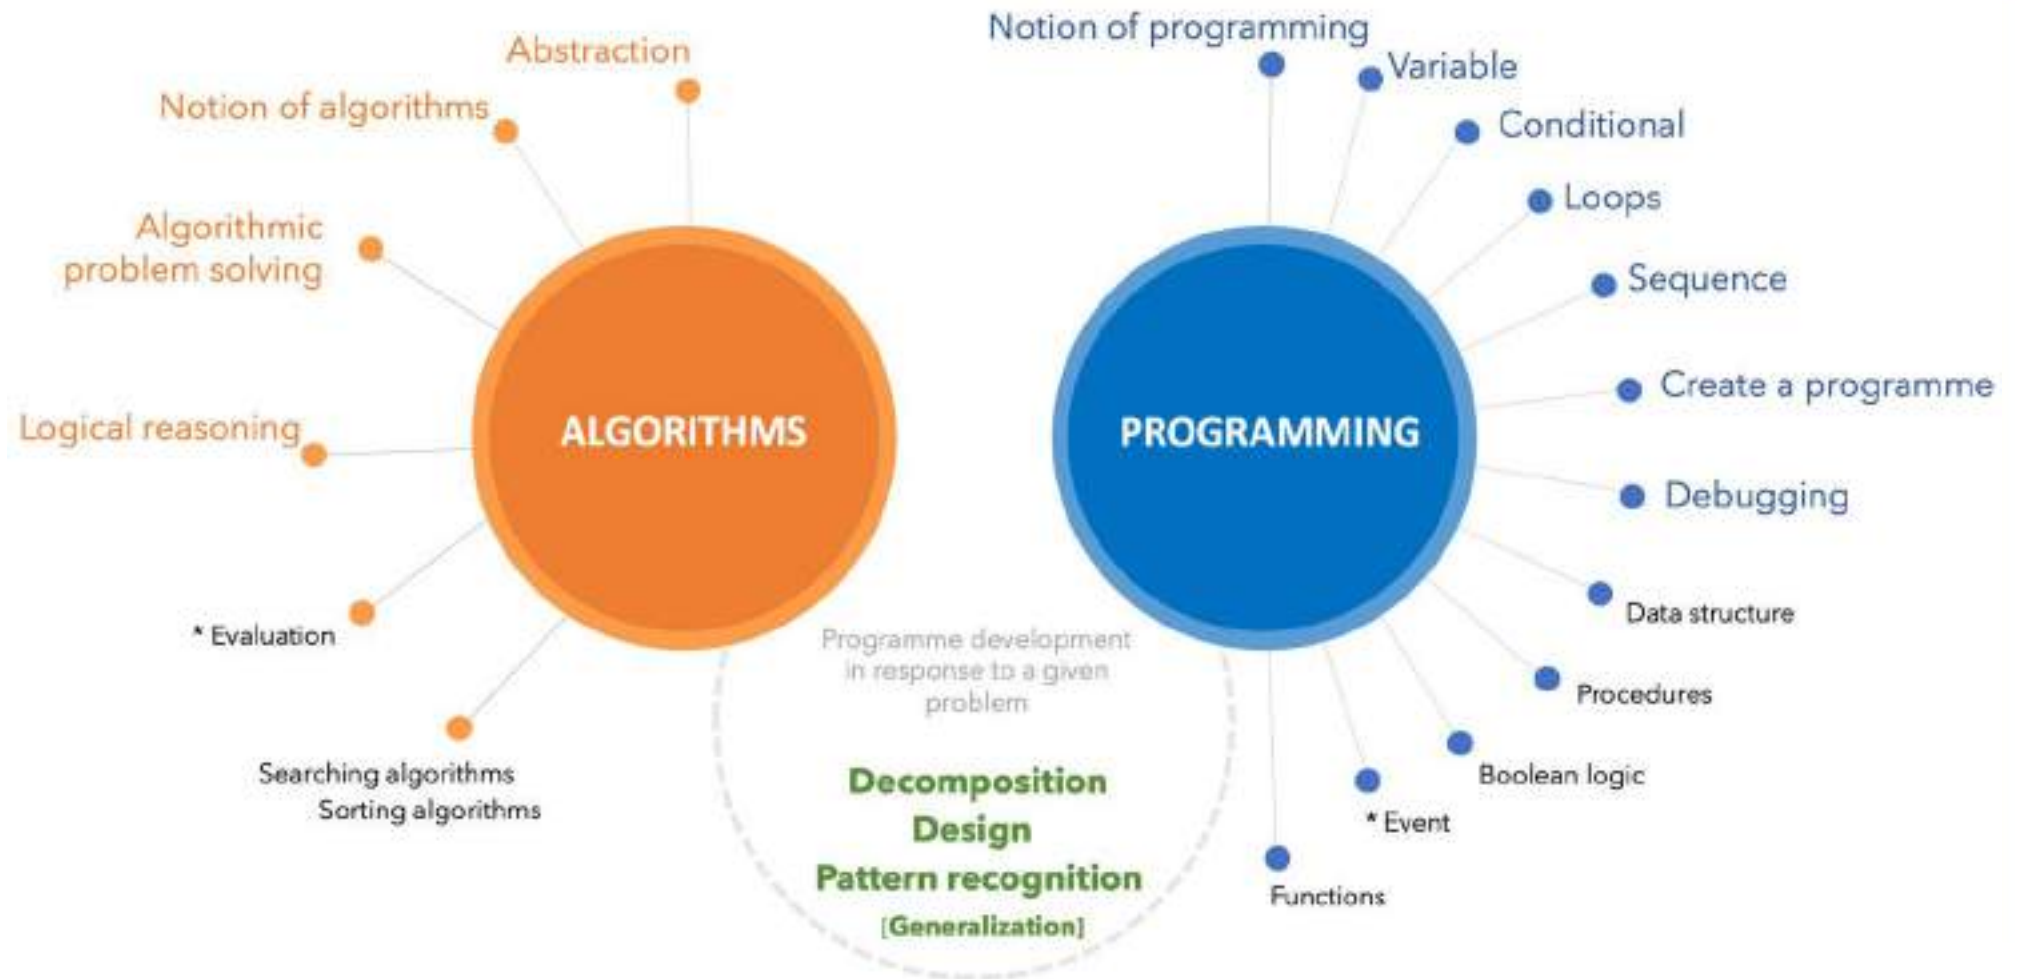 Abstraction
Notion of algorithms
Algorithmic
problem solving
Logical reasoning
* Evaluation
Searching algorithms
Sorting algorithms
ALGORITHMS
Programme development
in response to a given
problem
Decomposition
Design
Pattern recognition
[Generalization]
PROGRAMMING
Notion of programming
Variable
Conditional
Loops
Sequence
Create a programme
Debugging
Data structure
Procedures
Boolean logic
* Event
Functions